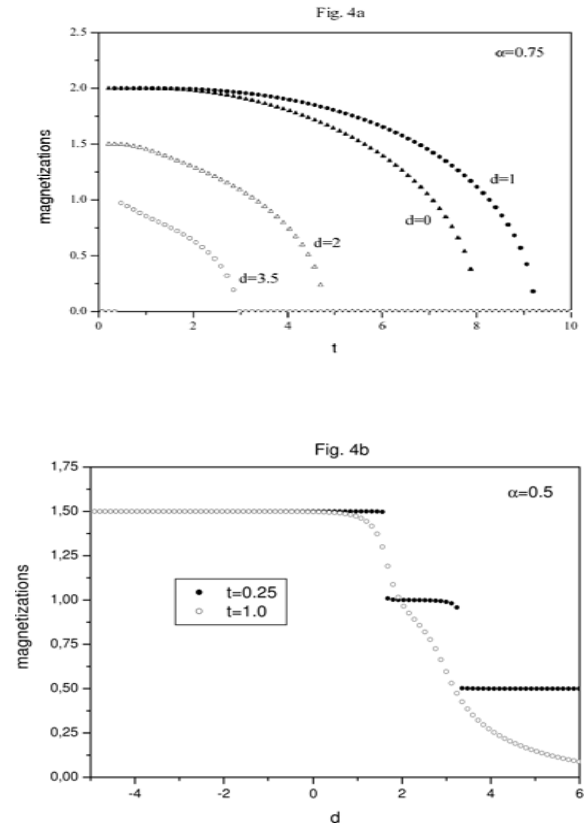 Fig. 4a
2.5
α=0.75
2.0
1.5
d=1
1.0
d=0
d=2
0.5
d=3.5
0.0
0 2 4 6 8 10
t
magnetizations
Fig. 4b
1,75
α=0.5
1,50
1,25
t=0.25
1,00
t=1.0
0,75
0,50
0,25
0,00
-4 -2 0 2 4 6
d
magnetizations